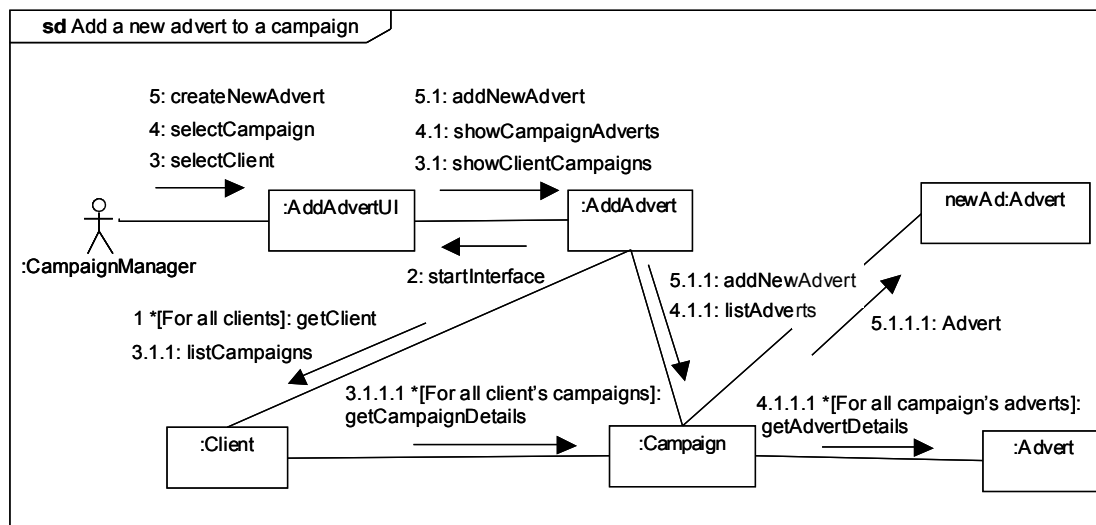 sd Add a new advert to a campaign
5: createNewAdvert
4: selectCampaign
3: selectClient
5.1: addNewAdvert
4.1: showCampaignAdverts
3.1: showClientCampaigns
:AddAdvertUI
:AddAdvert
newAd:Advert
:CampaignManager
2: startInterface
5.1.1: addNewAdvert
4.1.1: listAdverts
5.1.1.1: Advert
1 *[For all clients]: getClient
3.1.1: listCampaigns
3.1.1.1 *[For all client's campaigns]:
getCampaignDetails
4.1.1.1 *[For all campaign's adverts]:
getAdvertDetails
:Client
:Campaign
:Advert